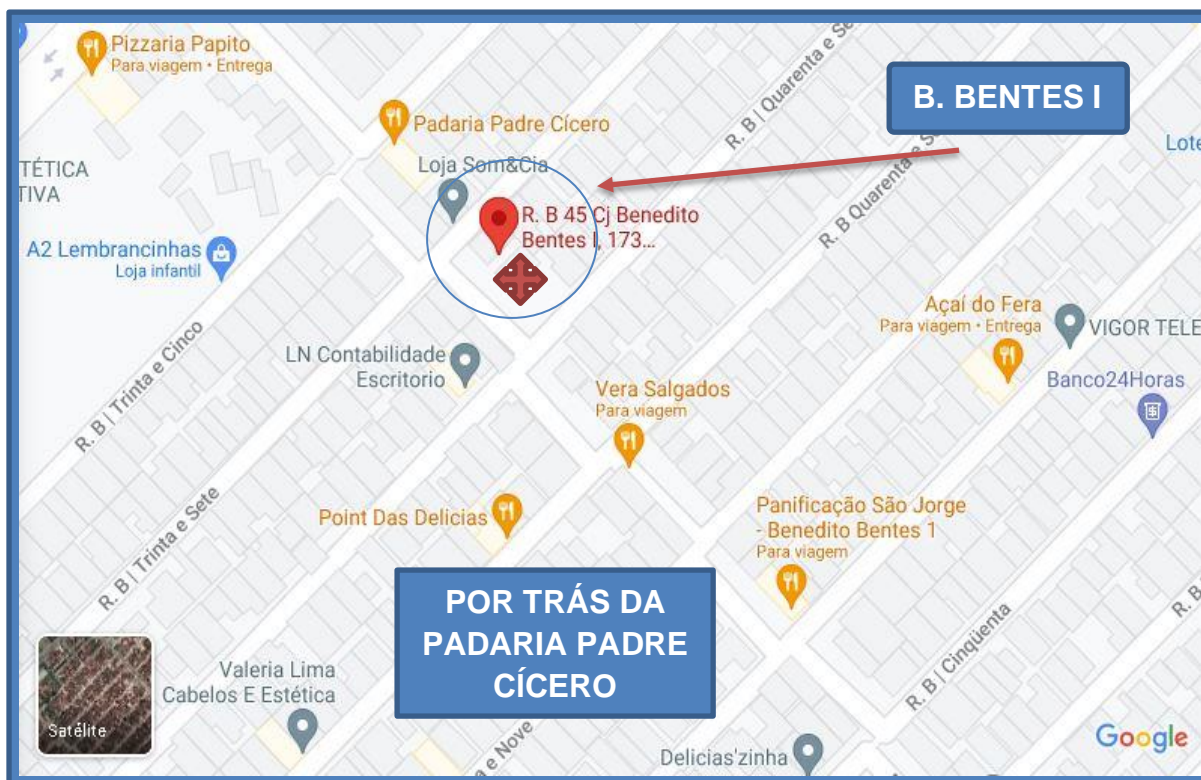 Pizzaria Papito
Para viagem • Entrega
B. BENTES I
R. B | Quarenta e Se
Padaria Padre Cícero
Lote
TÉTICA
TIVA
Loja Som&Cia
R. B Quarenta e Se
R. B 45 Cj Benedito
Bentes I, 173...
A2 Lembrancinhas
Loja infantil
Açaí do Fera
Para viagem • Entrega
VIGOR TELE
R. B | Trinta e Cinco
LN Contabilidade
Escritorio
Vera Salgados
Para viagem
Banco24Horas
Point Das Delicias
Panificação São Jorge
- Benedito Bentes 1
Para viagem
R. B | Trinta e Sete
POR TRÁS DA
PADARIA PADRE
CÍCERO
R. B
R. B | Cinqüenta
Valeria Lima
Cabelos E Estética
Satélite
a e Nove
Delicias'zinha
Google